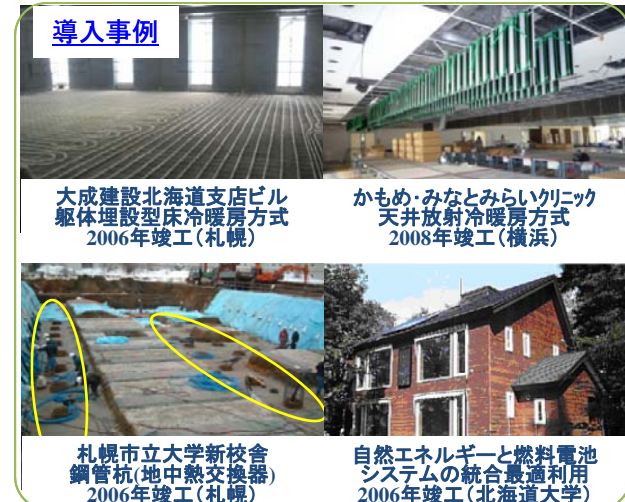 導入事例
大成建設北海道支店ビル
躯体埋設型床冷暖房方式
2006年竣工(札幌)
かもめ・みなとみらいクリニック
天井放射冷暖房方式
2008年竣工(横浜)
札幌市立大学新校舎
鋼管杭(地中熱交換器)
2006年竣工(札幌)
自然エネルギーと燃料電池
システムの統合最適利用
2006年竣工(北海道大学)